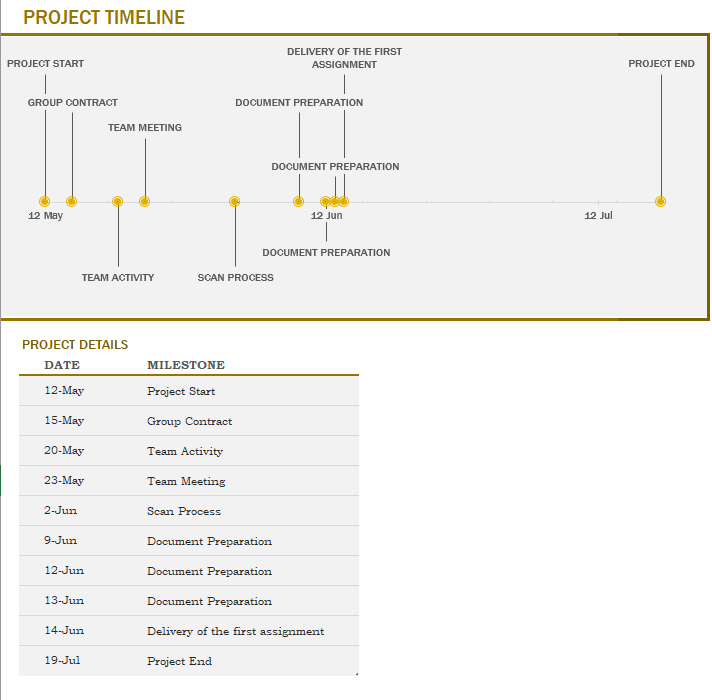 PROJECT TIMELINE
DELIVERY OF THE FIRST
ASSIGNMENT
PROJECT START
PROJECT END
GROUP CONTRACT
DOCUMENT PREPARATION
TEAM MEETING
DOCUMENT PREPARATION
12 May
12 Jun
12 Jul
DOCUMENT PREPARATION
TEAM ACTIVITY
SCAN PROCESS
PROJECT DETAILS
DATE MILESTONE
12-May Project Start
15-May Group Contract
20-May Team Activity
23-May Team Meeting
2-Jun Scan Process
9-Jun Document Preparation
12-Jun Document Preparation
13-Jun Document Preparation
14-Jun Delivery of the first assignment
19-Jul Project End